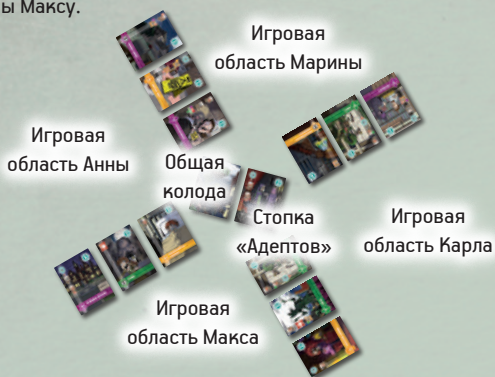 ы Максу.
Игровая
область Марины
Игровая
область Анны
Общая
колода
Стопка
«Адептов»
Игровая
область Карла
Игровая
область Макса